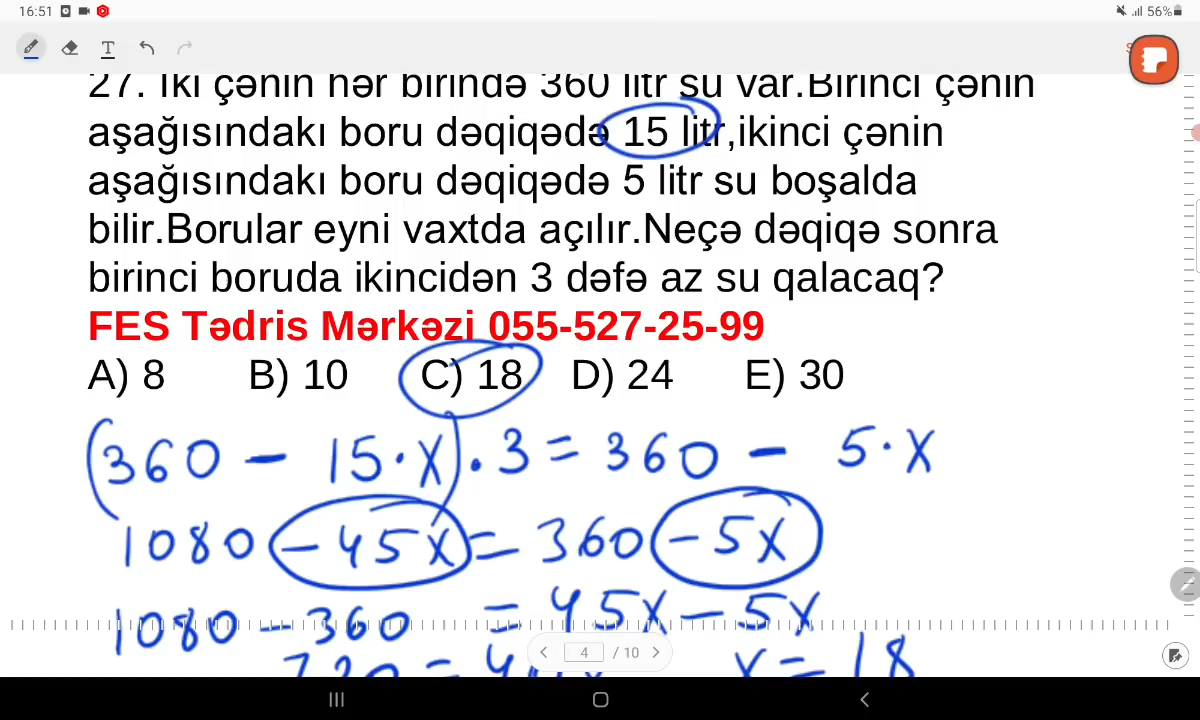 16:51 56%
27. İki çənin hər birində 360 litr su var.Birinci çənin
aşağısındakı boru dəqiqədə 15 litr,ikinci çənin
aşağısındakı boru dəqiqədə 5 litr su boşalda
bilir.Borular eyni vaxtda açılır.Neçə dəqiqə sonra
birinci boruda ikincidən 3 dəfə az su qalacaq?
FES Tədris Mərkəzi 055-527-25-99
A) 8 B) 10 C) 18 D) 24 E) 30
(360 - 15·x)·3 = 360 - 5·x
1080 - 45x = 360 - 5x
1080 - 360 = 45x - 5x
720 = x = 18
4 / 10